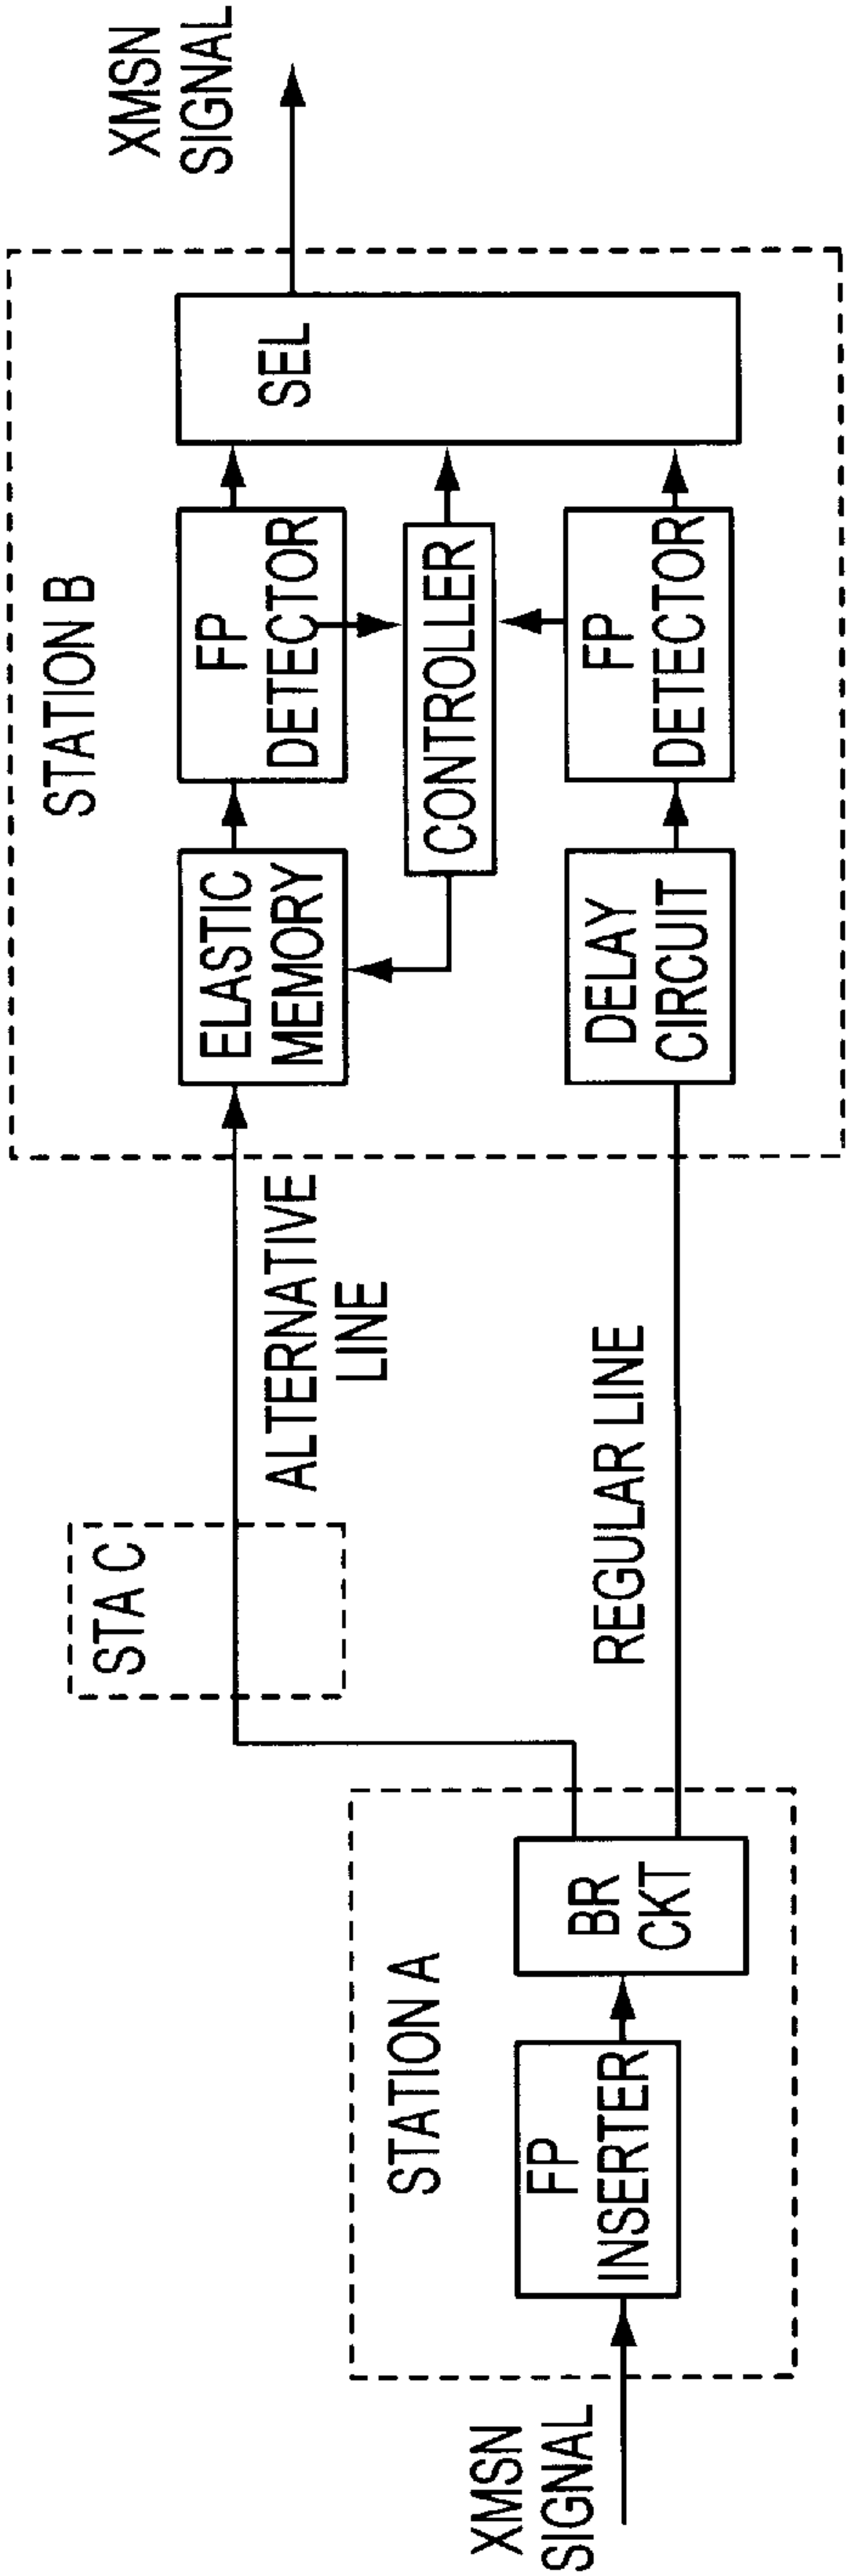 XMSN
SIGNAL
STATION A
FP
INSERTER
BR
CKT
STA C
ALTERNATIVE
LINE
REGULAR LINE
STATION B
ELASTIC
MEMORY
FP
DETECTOR
CONTROLLER
DELAY
CIRCUIT
FP
DETECTOR
SEL
XMSN
SIGNAL